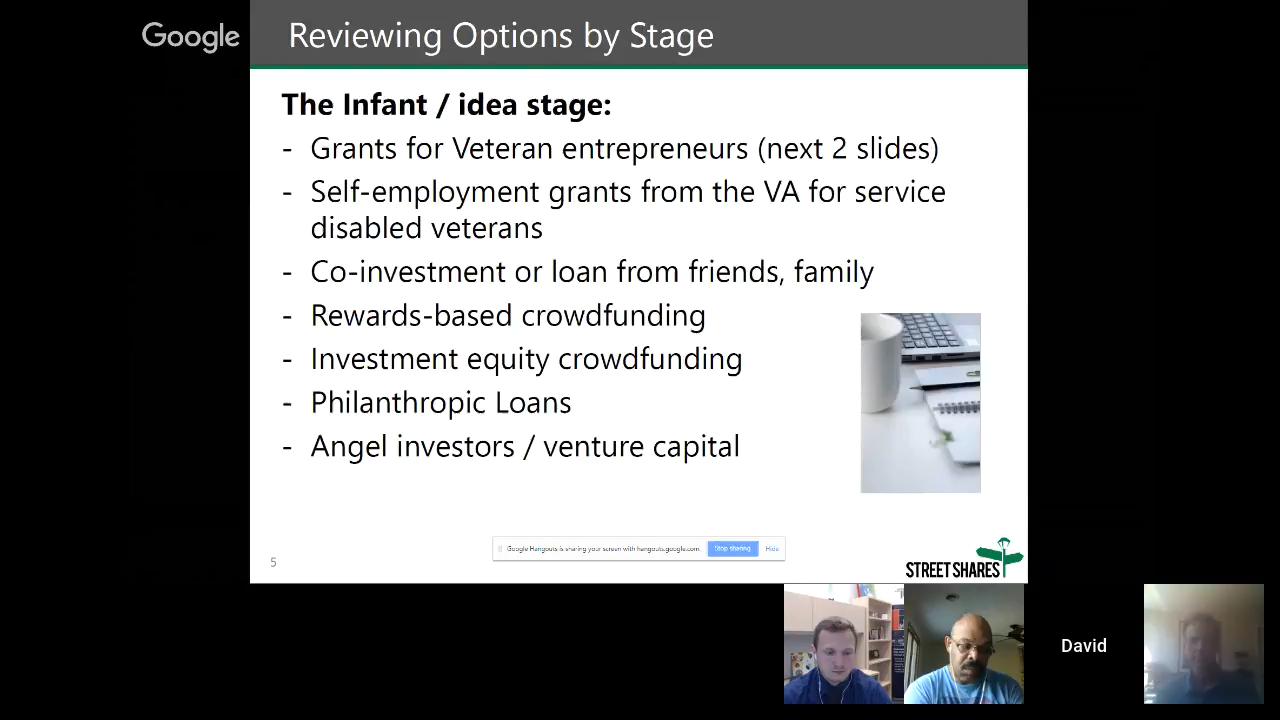 Google
Reviewing Options by Stage
The Infant / idea stage:
- Grants for Veteran entrepreneurs (next 2 slides)
- Self-employment grants from the VA for service
disabled veterans
- Co-investment or loan from friends, family
- Rewards-based crowdfunding
- Investment equity crowdfunding
- Philanthropic Loans
- Angel investors / venture capital
Google Hangouts is sharing your screen with hangouts.google.com. Stop sharing Hide
5
STREETSHARES
David